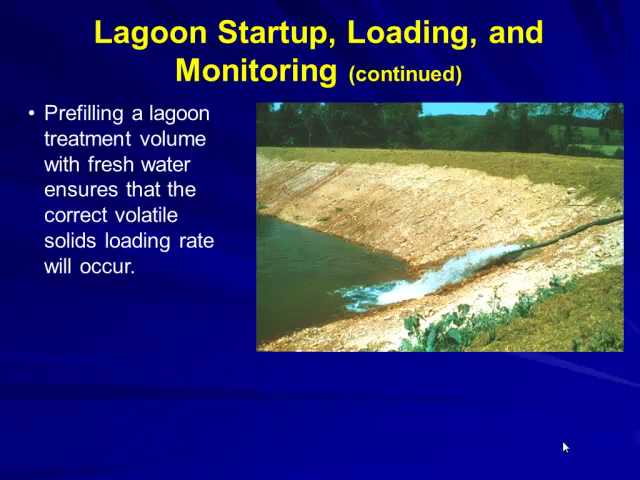 Lagoon Startup, Loading, and
Monitoring (continued)
• Prefilling a lagoon
treatment volume
with fresh water
ensures that the
correct volatile
solids loading rate
will occur.